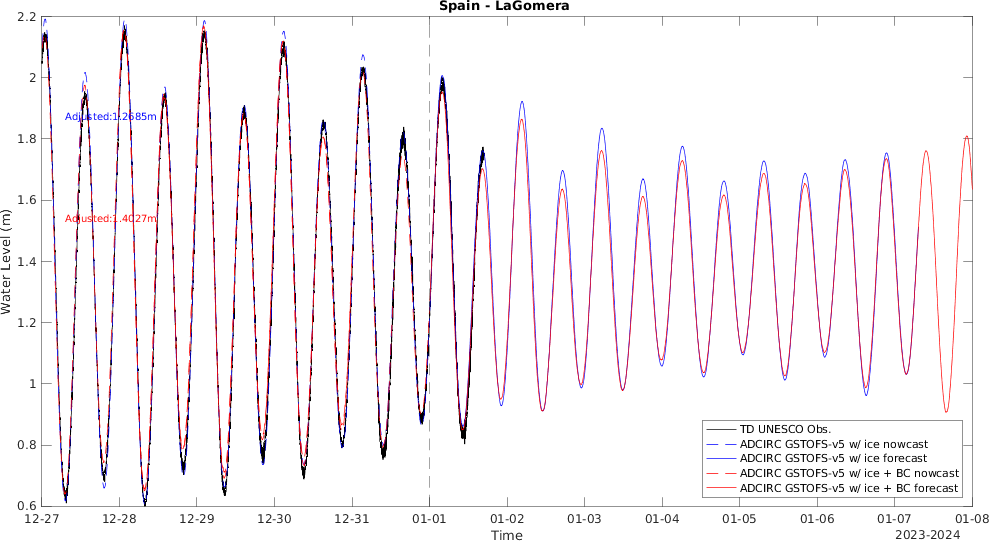 Spain - LaGomera
2.2
2
1.8
1.6
1.4
1.2
1
0.8
0.6
Water Level (m)
Adjusted:1.2685m
Adjusted:1.4027m
TD UNESCO Obs.
ADCIRC GSTOFS-v5 w/ ice nowcast
ADCIRC GSTOFS-v5 w/ ice forecast
ADCIRC GSTOFS-v5 w/ ice + BC nowcast
ADCIRC GSTOFS-v5 w/ ice + BC forecast
12-27 12-28 12-29 12-30 12-31 01-01 01-02 01-03 01-04 01-05 01-06 01-07 01-08
Time
2023-2024